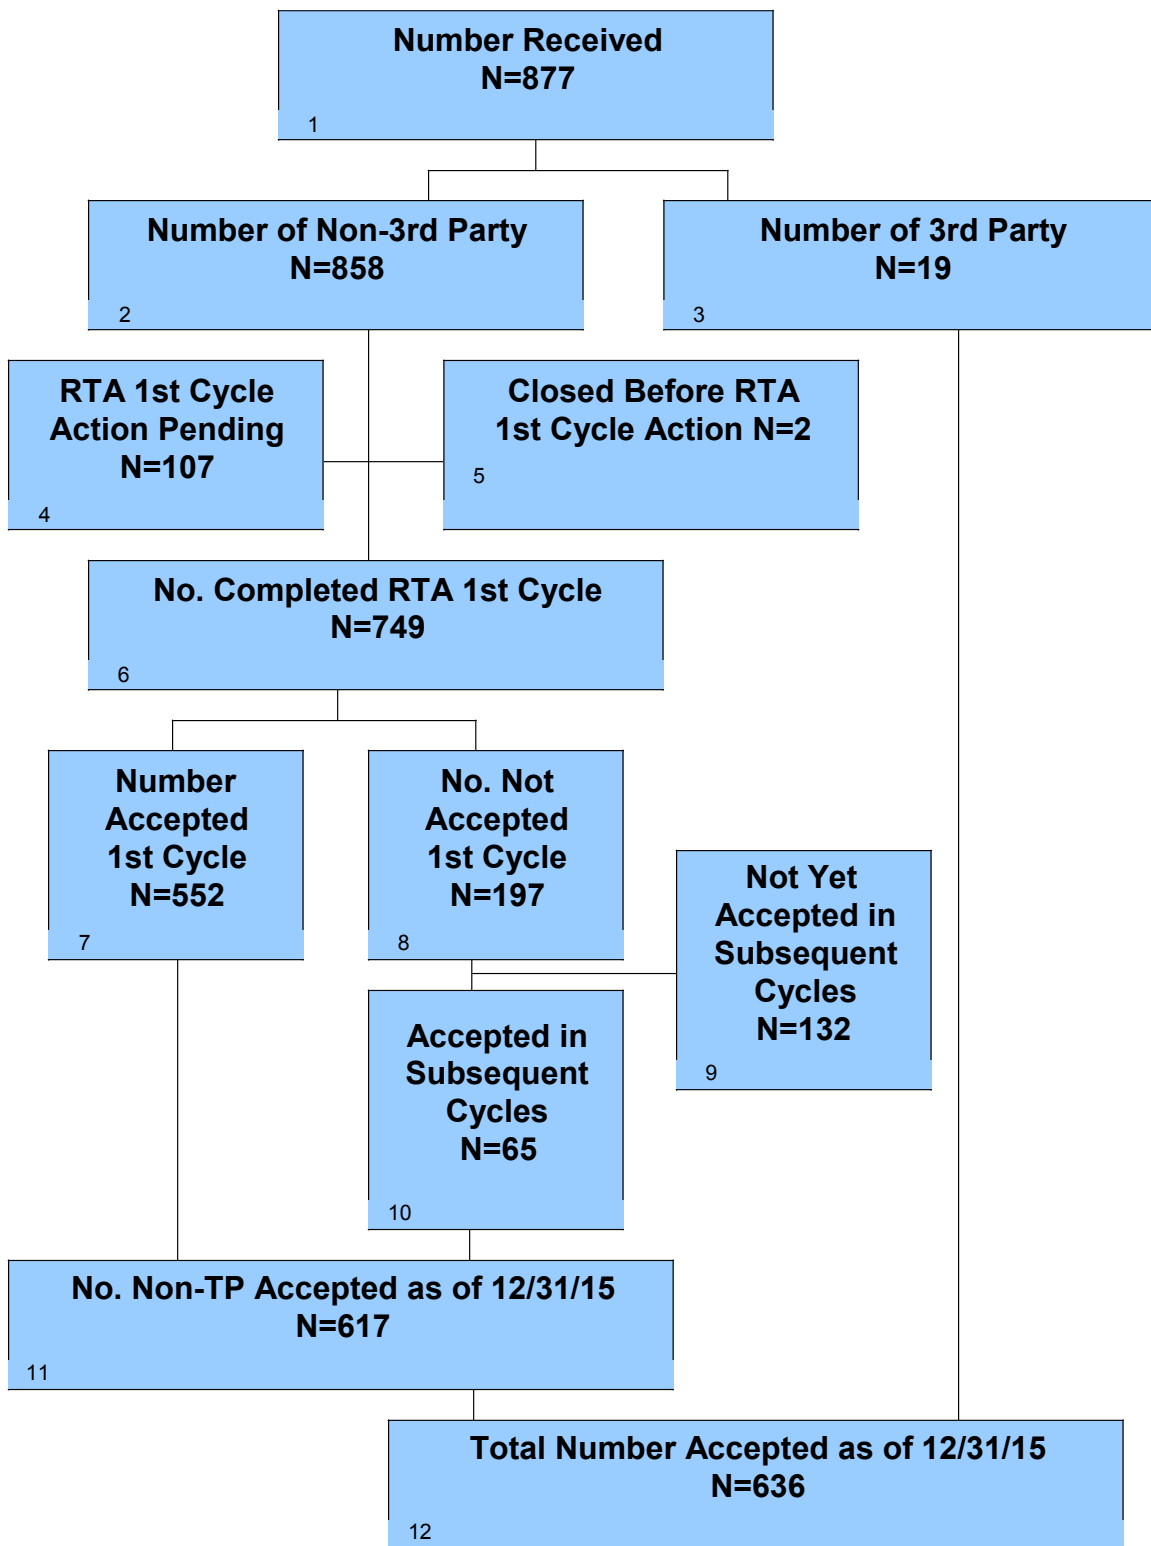 Number Received
N=877
1
Number of Non-3rd Party
N=858
2
Number of 3rd Party
N=19
3
RTA 1st Cycle
Action Pending
N=107
4
Closed Before RTA
1st Cycle Action N=2
5
No. Completed RTA 1st Cycle
N=749
6
Number
Accepted
1st Cycle
N=552
7
No. Not
Accepted
1st Cycle
N=197
8
Not Yet
Accepted in
Subsequent
Cycles
N=132
9
Accepted in
Subsequent
Cycles
N=65
10
No. Non-TP Accepted as of 12/31/15
N=617
11
Total Number Accepted as of 12/31/15
N=636
12